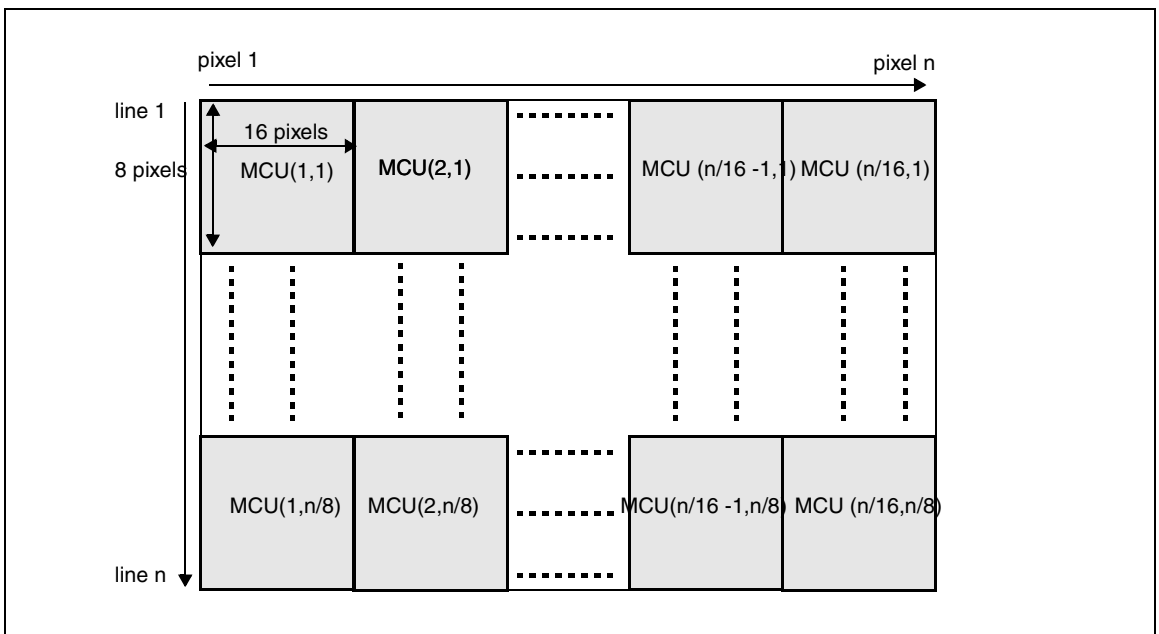 pixel 1
pixel n
line 1
16 pixels
8 pixels
MCU(1,1)
MCU(2,1)
MCU (n/16 -1,1)
MCU (n/16,1)
MCU(1,n/8)
MCU(2,n/8)
MCU(n/16 -1,n/8)
MCU (n/16,n/8)
line n